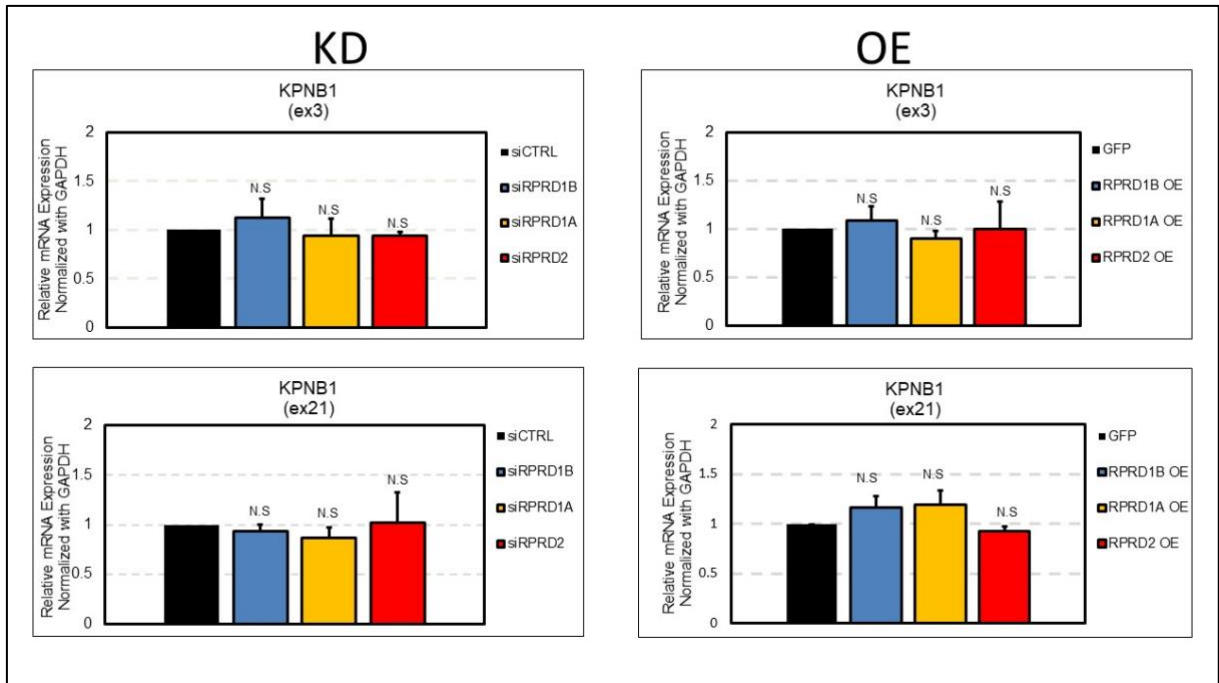 KD
OE
KPNB1
(ex3)
Relative mRNA Expression
Normalized with GAPDH
2
1.5
1
0.5
0
N.S
N.S
N.S
siCTRL
siRPRD1B
siRPRD1A
siRPRD2
KPNB1
(ex3)
Relative mRNA Expression
Normalized with GAPDH
2
1.5
1
0.5
0
N.S
N.S
N.S
GFP
RPRD1B OE
RPRD1A OE
RPRD2 OE
KPNB1
(ex21)
Relative mRNA Expression
Normalized with GAPDH
2
1.5
1
0.5
0
N.S
N.S
N.S
siCTRL
siRPRD1B
siRPRD1A
siRPRD2
KPNB1
(ex21)
Relative mRNA Expression
Normalized with GAPDH
2
1.5
1
0.5
0
N.S
N.S
N.S
GFP
RPRD1B OE
RPRD1A OE
RPRD2 OE